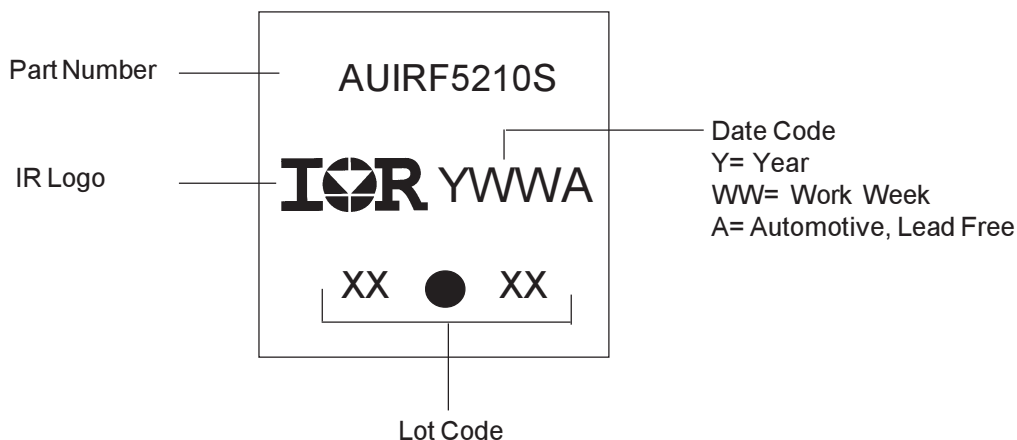 Part Number
AUIRF5210S
IR Logo
IOR YWWA
Date Code
Y= Year
WW= Work Week
A= Automotive, Lead Free
XX XX
Lot Code